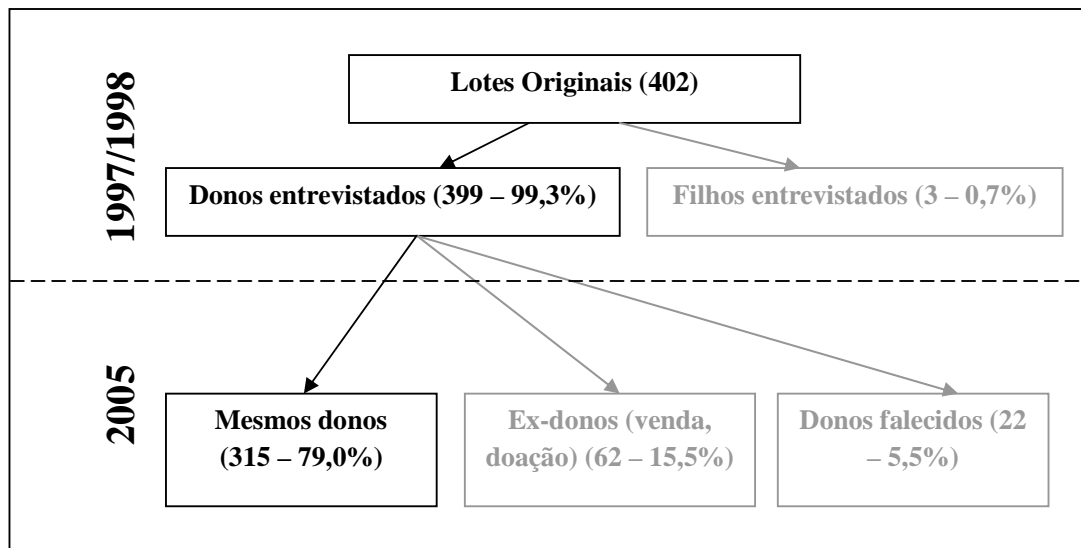 1997/1998
Lotes Originais (402)
Donos entrevistados (399 – 99,3%)
Filhos entrevistados (3 – 0,7%)
2005
Mesmos donos
(315 – 79,0%)
Ex-donos (venda,
doação) (62 – 15,5%)
Donos falecidos (22
– 5,5%)